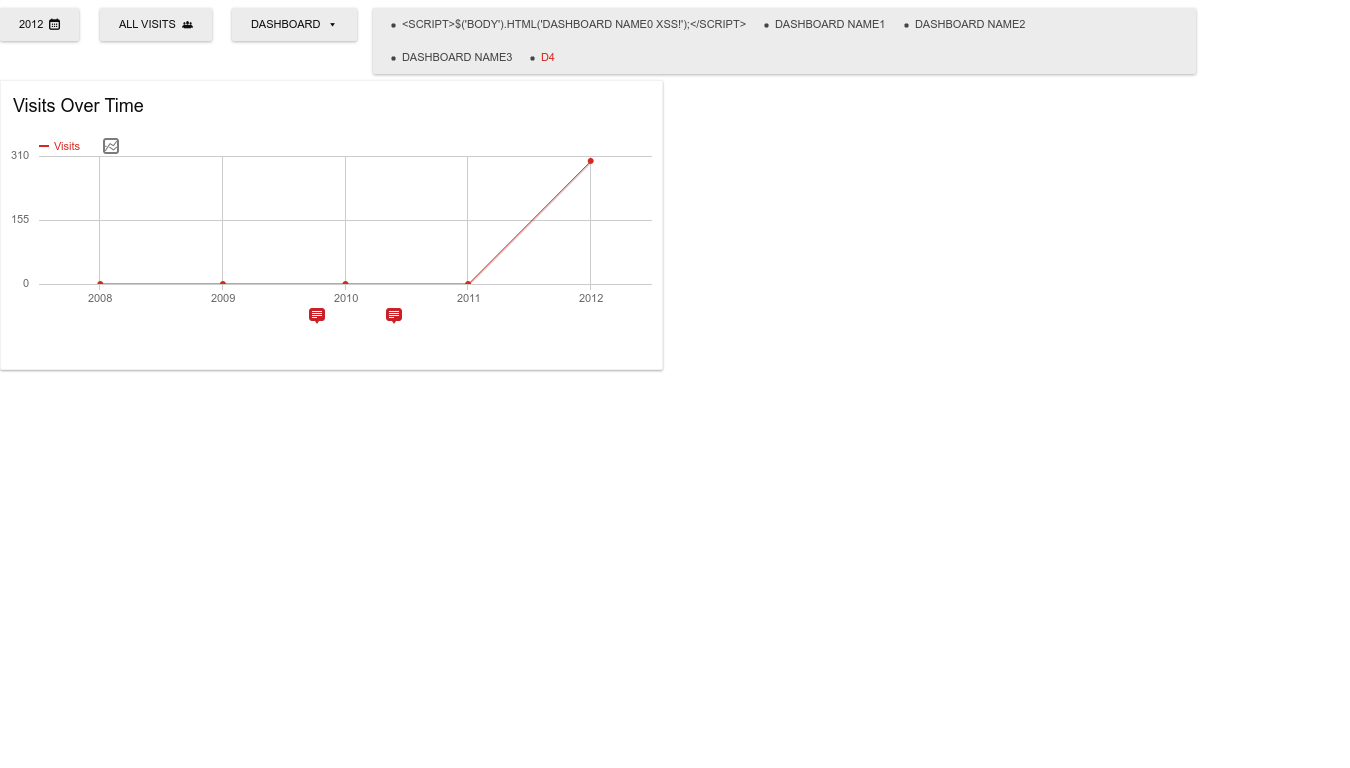 2012
ALL VISITS
DASHBOARD
<SCRIPT>$('BODY').HTML('DASHBOARD NAME0 XSS!');</SCRIPT>
DASHBOARD NAME1
DASHBOARD NAME2
DASHBOARD NAME3
D4
Visits Over Time
Visits
310
155
0
2008 2009 2010 2011 2012